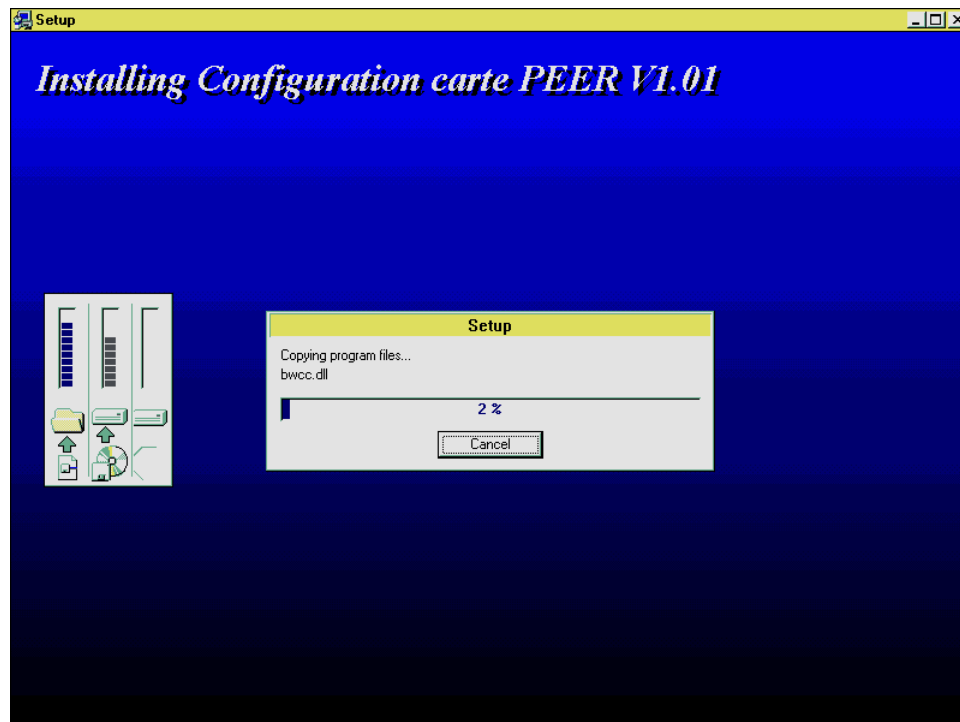 Setup
Installing Configuration carte PEER V1.01
Setup
Copying program files...
bwcc.dll
2 %
Cancel